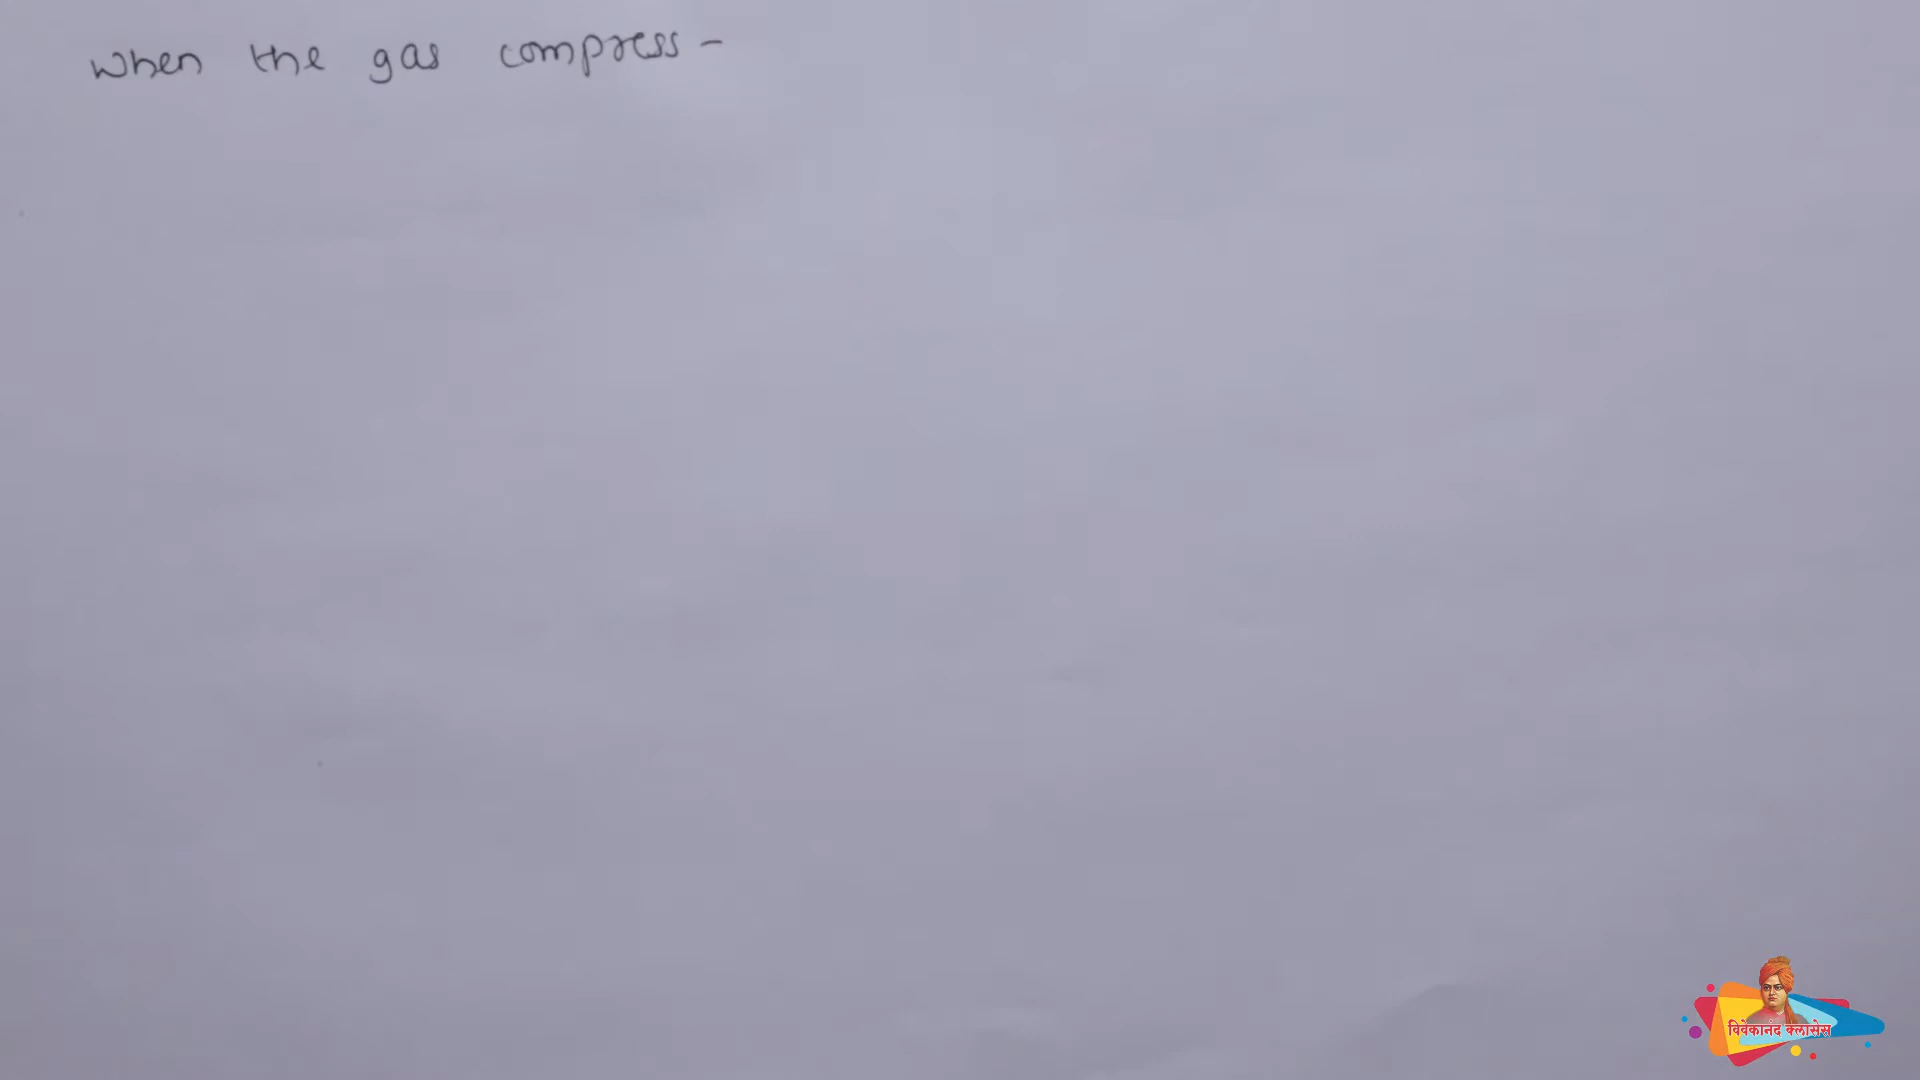 when the gas compress -
विवेकानंद क्लासेस